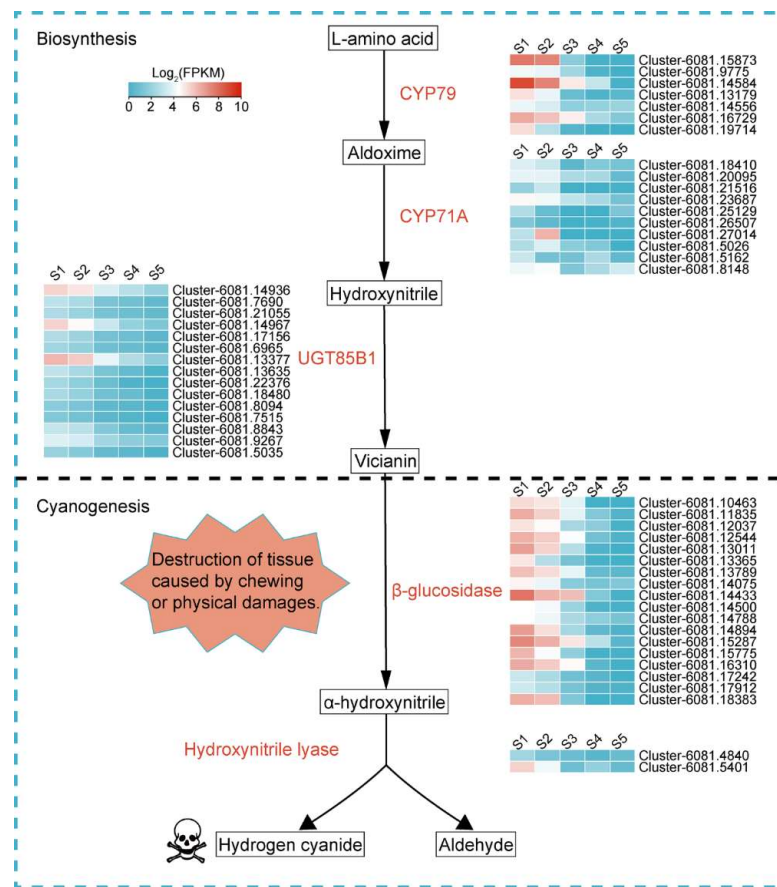 Biosynthesis
Log2(FPKM)
0 2 4 6 8 10
L-amino acid
CYP79
Aldoxime
CYP71A
Hydroxynitrile
UGT85B1
Vicianin
S1 S2 S3 S4 S5
Cluster-6081.15873
Cluster-6081.9775
Cluster-6081.14584
Cluster-6081.13179
Cluster-6081.14556
Cluster-6081.16729
Cluster-6081.19714
S1 S2 S3 S4 S5
Cluster-6081.18410
Cluster-6081.20095
Cluster-6081.21516
Cluster-6081.23687
Cluster-6081.25129
Cluster-6081.26507
Cluster-6081.27014
Cluster-6081.5026
Cluster-6081.5162
Cluster-6081.8148
S1 S2 S3 S4 S5
Cluster-6081.14936
Cluster-6081.7690
Cluster-6081.21055
Cluster-6081.14967
Cluster-6081.17156
Cluster-6081.6965
Cluster-6081.13377
Cluster-6081.13635
Cluster-6081.22376
Cluster-6081.18480
Cluster-6081.8094
Cluster-6081.7515
Cluster-6081.8843
Cluster-6081.9267
Cluster-6081.5035
Cyanogenesis
Destruction of tissue
caused by chewing
or physical damages.
β-glucosidase
S1 S2 S3 S4 S5
Cluster-6081.10463
Cluster-6081.11835
Cluster-6081.12037
Cluster-6081.12544
Cluster-6081.13011
Cluster-6081.13365
Cluster-6081.13789
Cluster-6081.14075
Cluster-6081.14433
Cluster-6081.14500
Cluster-6081.14788
Cluster-6081.14894
Cluster-6081.15287
Cluster-6081.15775
Cluster-6081.16310
Cluster-6081.17242
Cluster-6081.17912
Cluster-6081.18383
α-hydroxynitrile
Hydroxynitrile lyase
S1 S2 S3 S4 S5
Cluster-6081.4840
Cluster-6081.5401
Hydrogen cyanide
Aldehyde